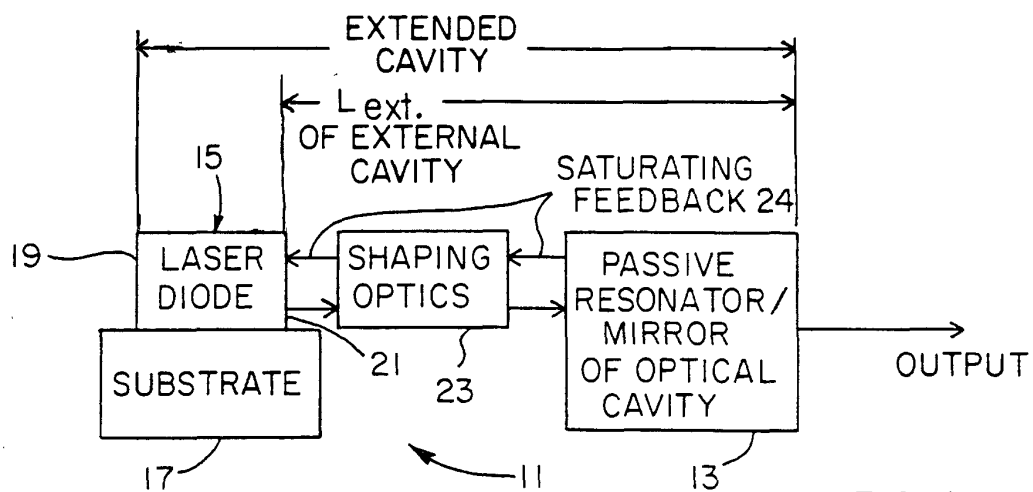 EXTENDED
CAVITY
Lext.
OF EXTERNAL
CAVITY
SATURATING
FEEDBACK 24
15
19
LASER
DIODE
SHAPING
OPTICS
PASSIVE
RESONATOR/
MIRROR
OF OPTICAL
CAVITY
21
23
OUTPUT
SUBSTRATE
17
11
13